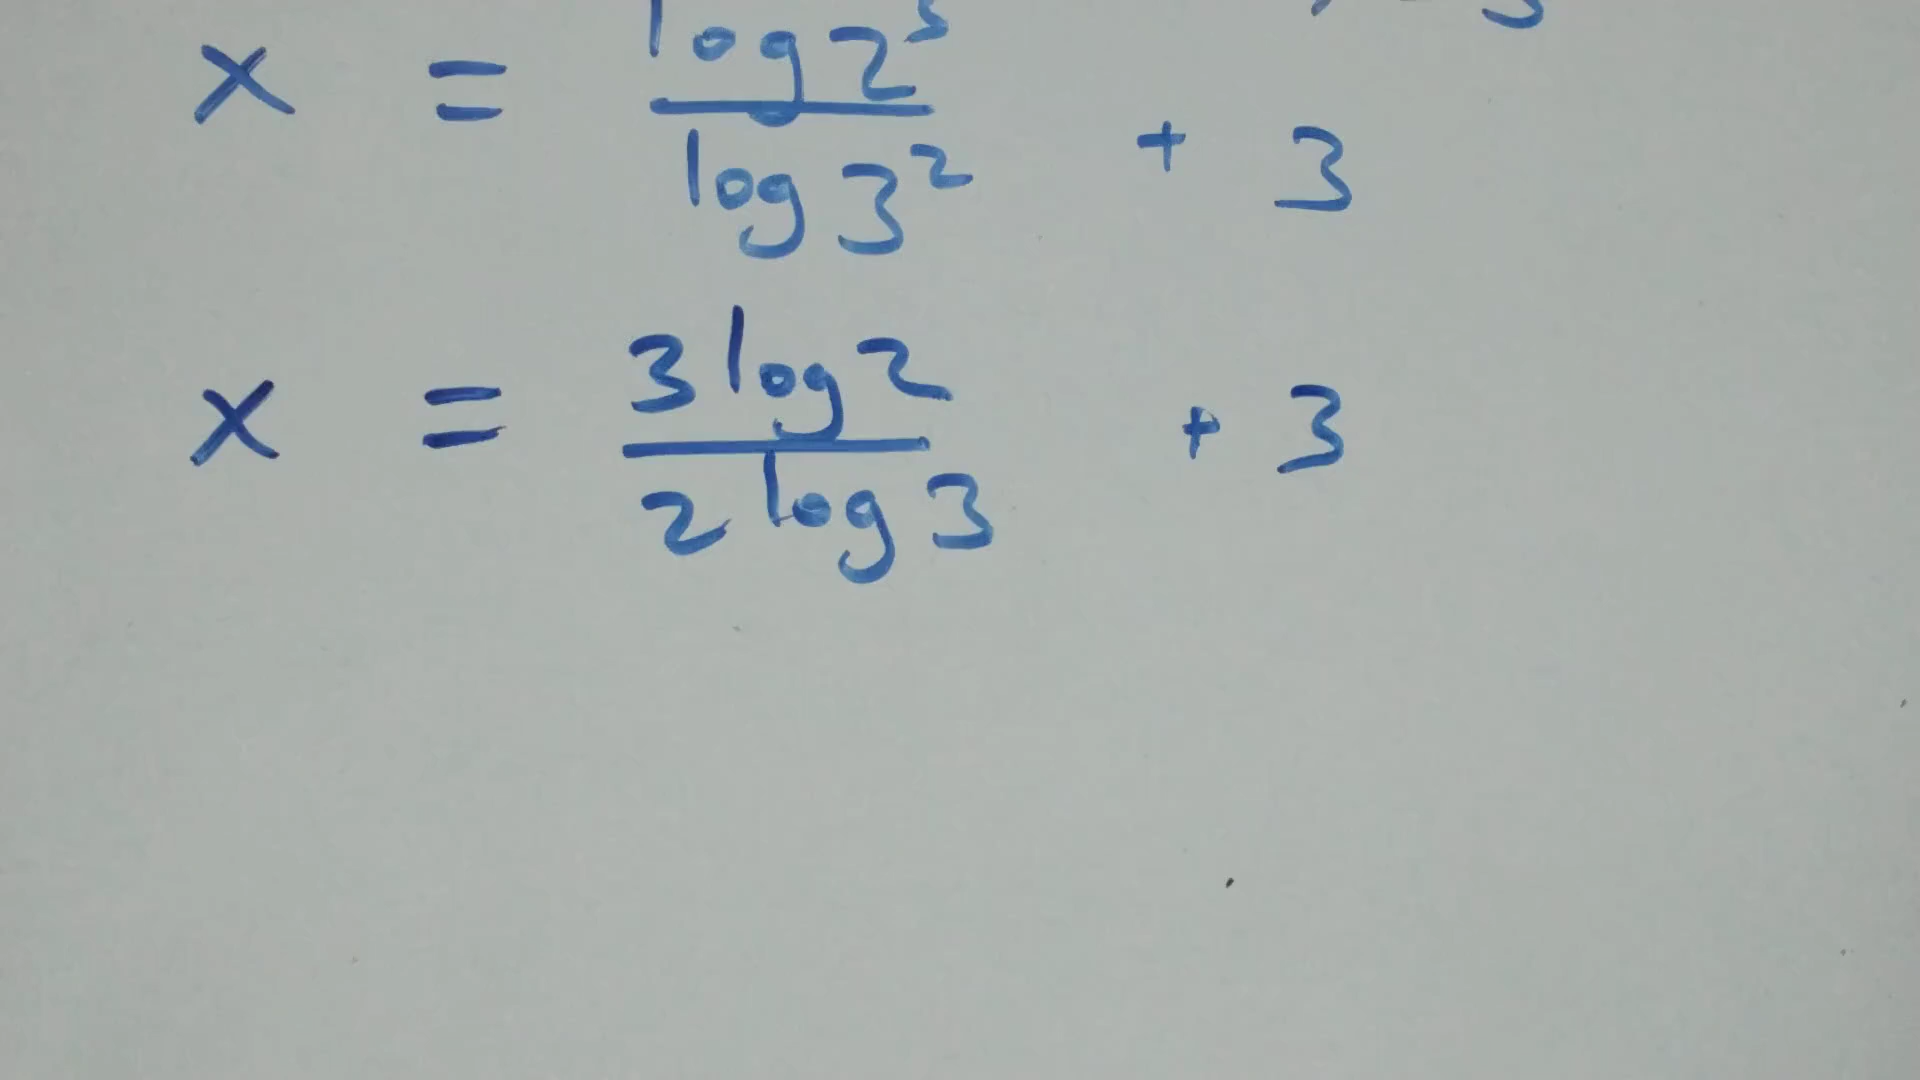 x = log 2³ / log 3² + 3
x = 3 log 2 / 2 log 3 + 3